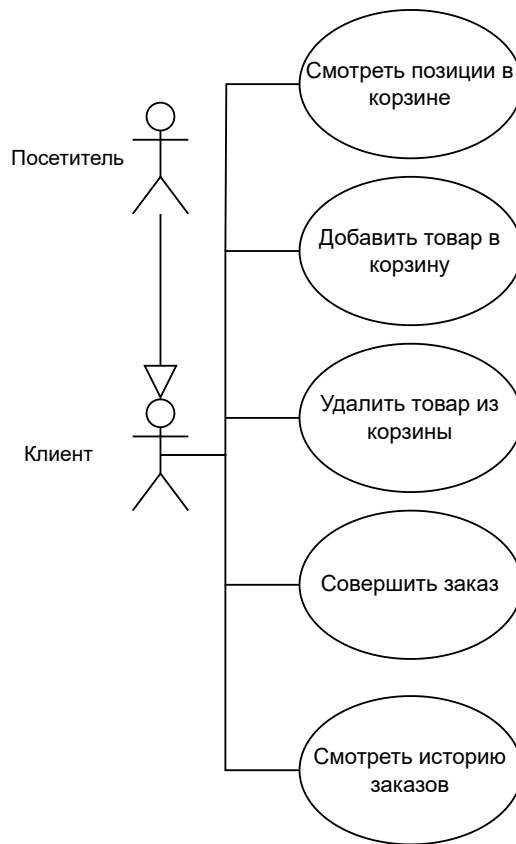 Смотреть позиции в
корзине
Посетитель
Добавить товар в
корзину
Удалить товар из
корзины
Клиент
Совершить заказ
Смотреть историю
заказов